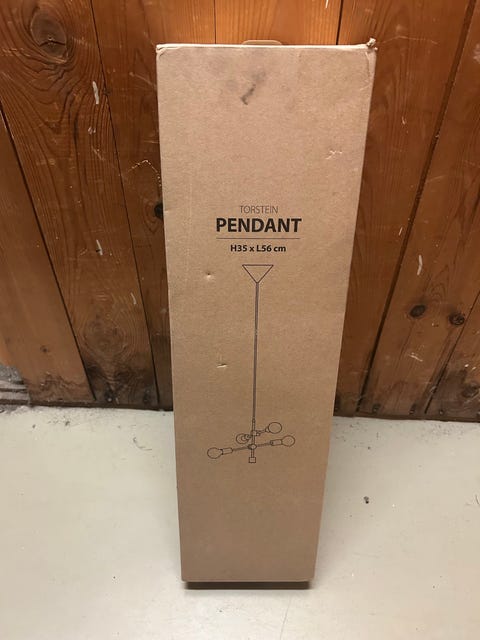 TORSTEIN
PENDANT
H35 x L56 cm